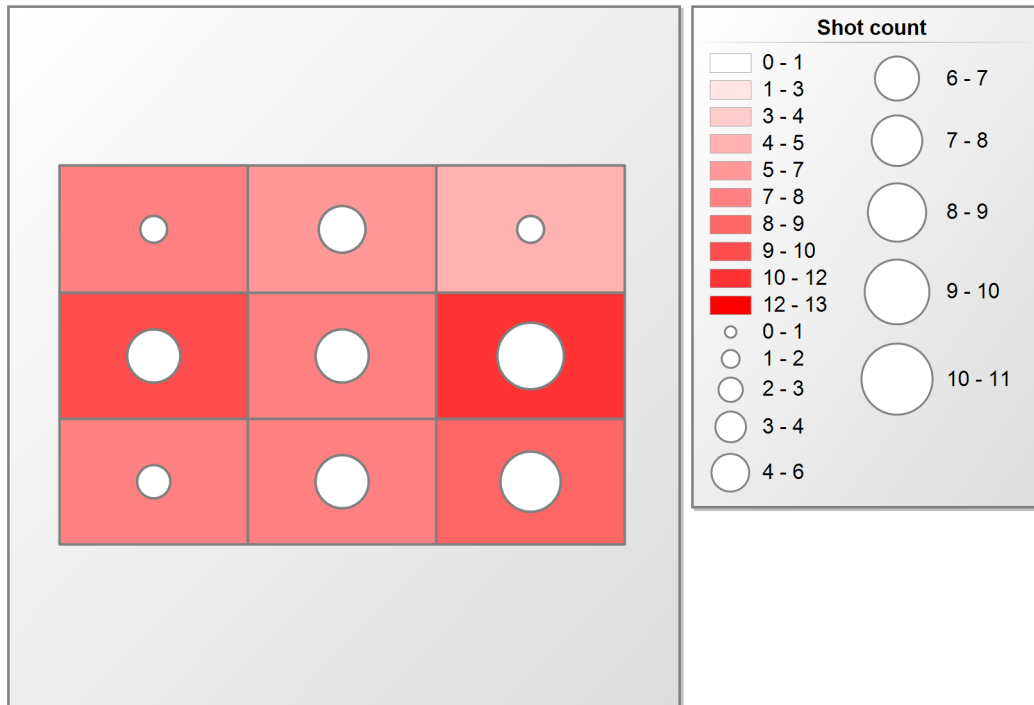 Shot count
0 - 1
1 - 3
3 - 4
4 - 5
5 - 7
7 - 8
8 - 9
9 - 10
10 - 12
12 - 13
0 - 1
1 - 2
2 - 3
3 - 4
4 - 6
6 - 7
7 - 8
8 - 9
9 - 10
10 - 11